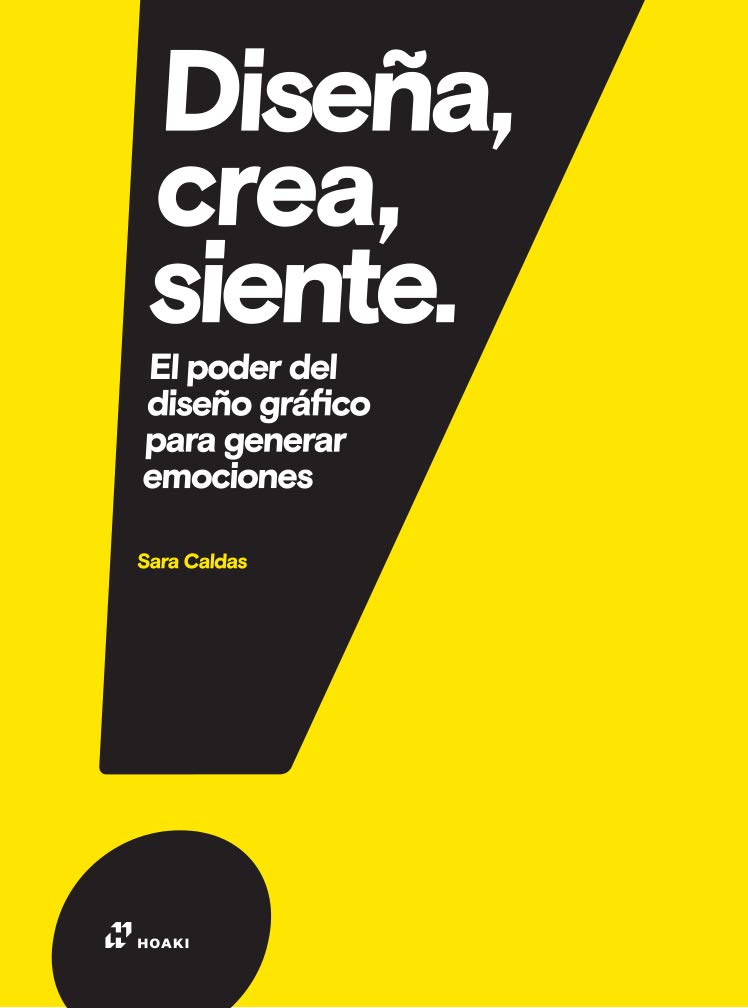 Diseña,
crea,
siente.
El poder del
diseño gráfico
para generar
emociones
Sara Caldas
HOAKI